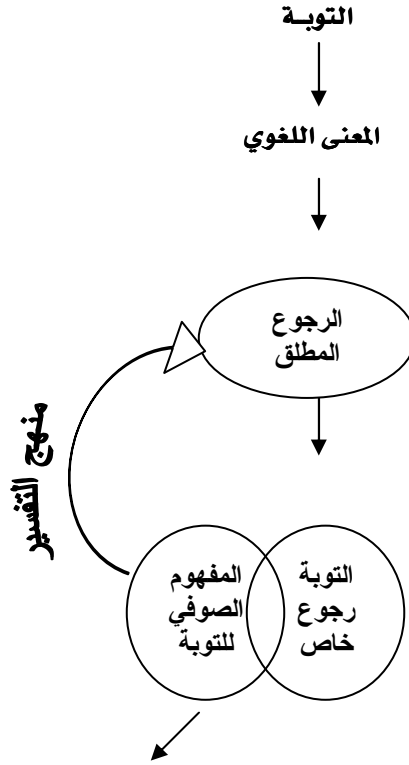 التوبـة
المعنى اللغوي
الرجوع
المطلق
منهج التفسير
التوبة
رجوع
خاص
المفهوم
الصوفي
للتوبة